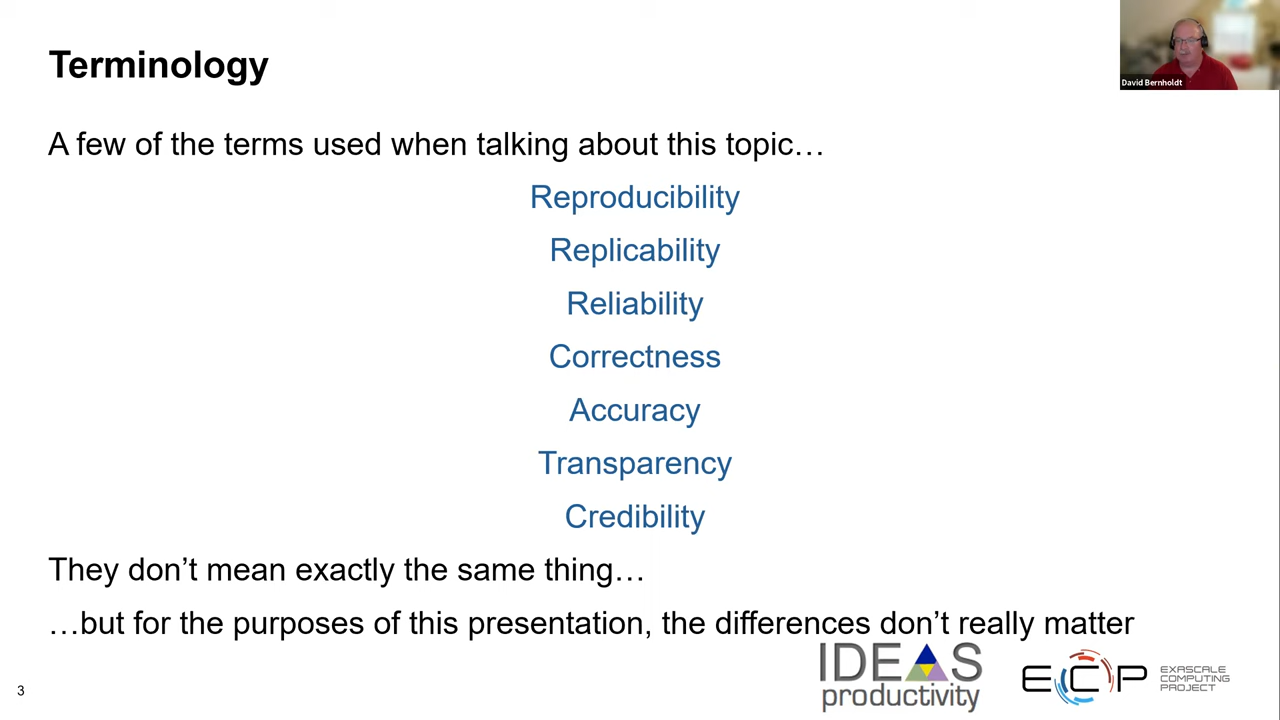 Terminology
David Bernholdt
A few of the terms used when talking about this topic…
Reproducibility
Replicability
Reliability
Correctness
Accuracy
Transparency
Credibility
They don’t mean exactly the same thing…
…but for the purposes of this presentation, the differences don’t really matter
3
IDEAS
productivity
ECP
EXASCALE
COMPUTING
PROJECT